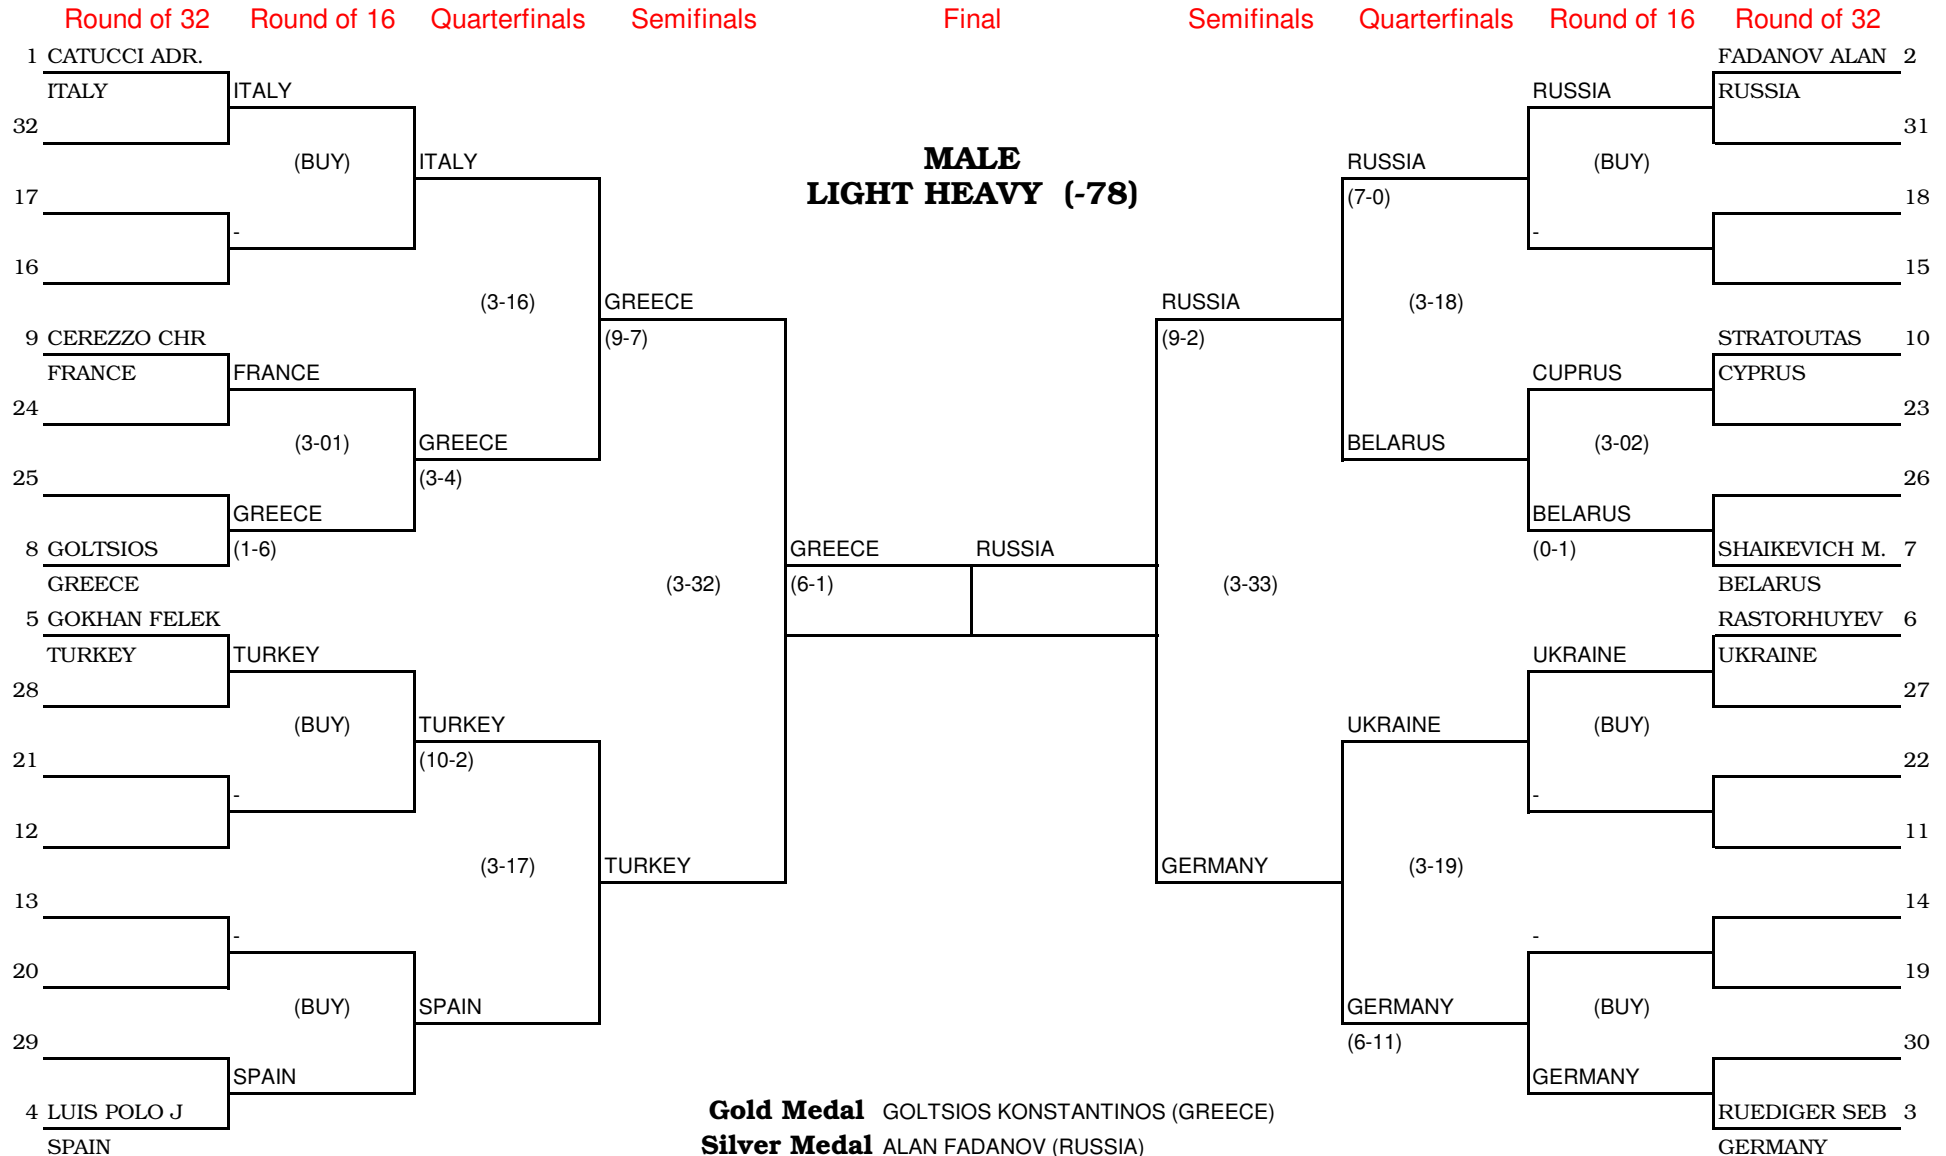 Round of 32 Round of 16 Quarterfinals Semifinals Final Semifinals Quarterfinals Round of 16 Round of 32
1 CATUCCI ADR. FADANOV ALAN 2
ITALY ITALY RUSSIA RUSSIA
32 31
(BUY) ITALY MALE RUSSIA (BUY)
17 LIGHT HEAVY (-78) (7-0) 18
- -
16 15
(3-16) GREECE RUSSIA (3-18)
9 CEREZZO CHR (9-7) (9-2) STRATOUTAS 10
FRANCE FRANCE CUPRUS CYPRUS
24 23
(3-01) GREECE BELARUS (3-02)
25 (3-4) 26
GREECE BELARUS
8 GOLTSIOS (1-6) GREECE RUSSIA (0-1) SHAIKEVICH M. 7
GREECE (3-32) (6-1) (3-33) BELARUS
5 GOKHAN FELEK RASTORHUYEV 6
TURKEY TURKEY UKRAINE UKRAINE
28 27
(BUY) TURKEY UKRAINE (BUY)
21 (10-2) 22
- -
12 11
(3-17) TURKEY GERMANY (3-19)
13 14
- -
20 19
(BUY) SPAIN GERMANY (BUY)
29 (6-11) 30
SPAIN GERMANY
4 LUIS POLO J Gold Medal GOLTSIOS KONSTANTINOS (GREECE) RUEDIGER SEB 3
SPAIN Silver Medal ALAN FADANOV (RUSSIA) GERMANY